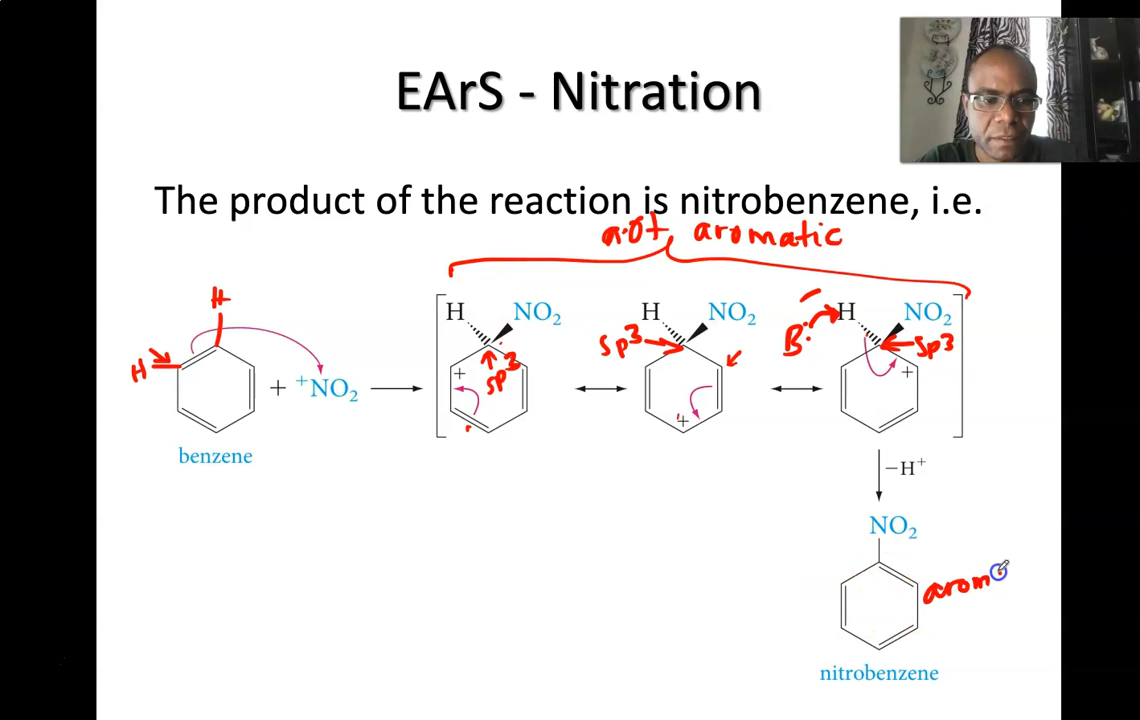 EArS - Nitration
The product of the reaction is nitrobenzene, i.e.
not aromatic
H
H NO2 H NO2 B: H NO2
sp3 sp3 sp3
H
+ + + +
+ +NO2
benzene
−H+
NO2
arom
nitrobenzene